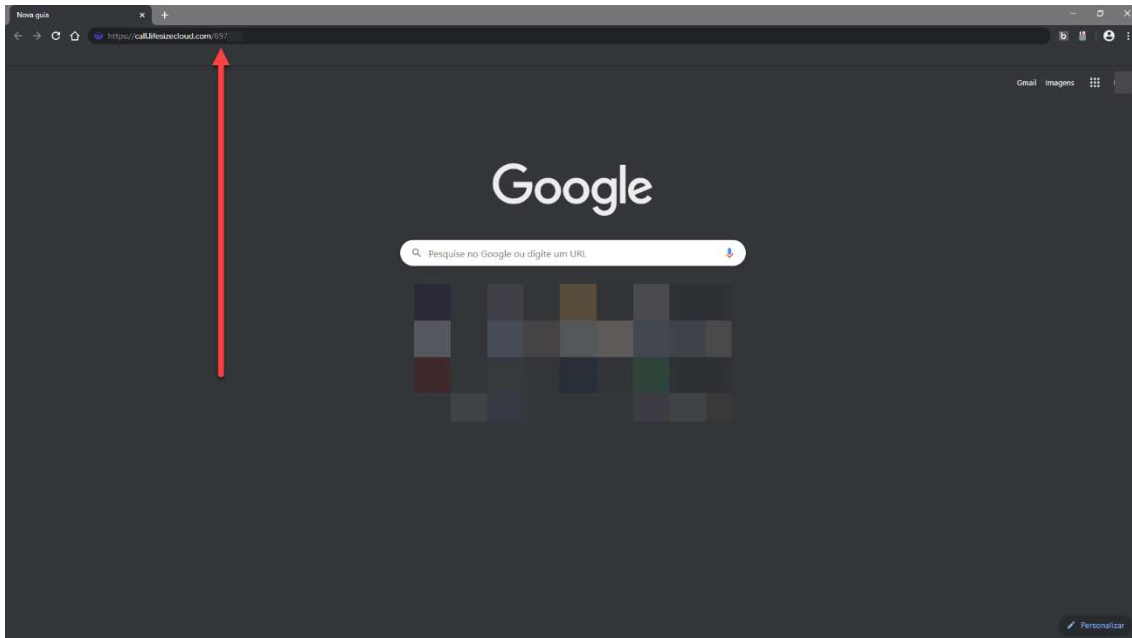 Nova guia
https://call.lifesizecloud.com/697
Gmail Imagens
Google
Pesquise no Google ou digite um URL
Personalizar